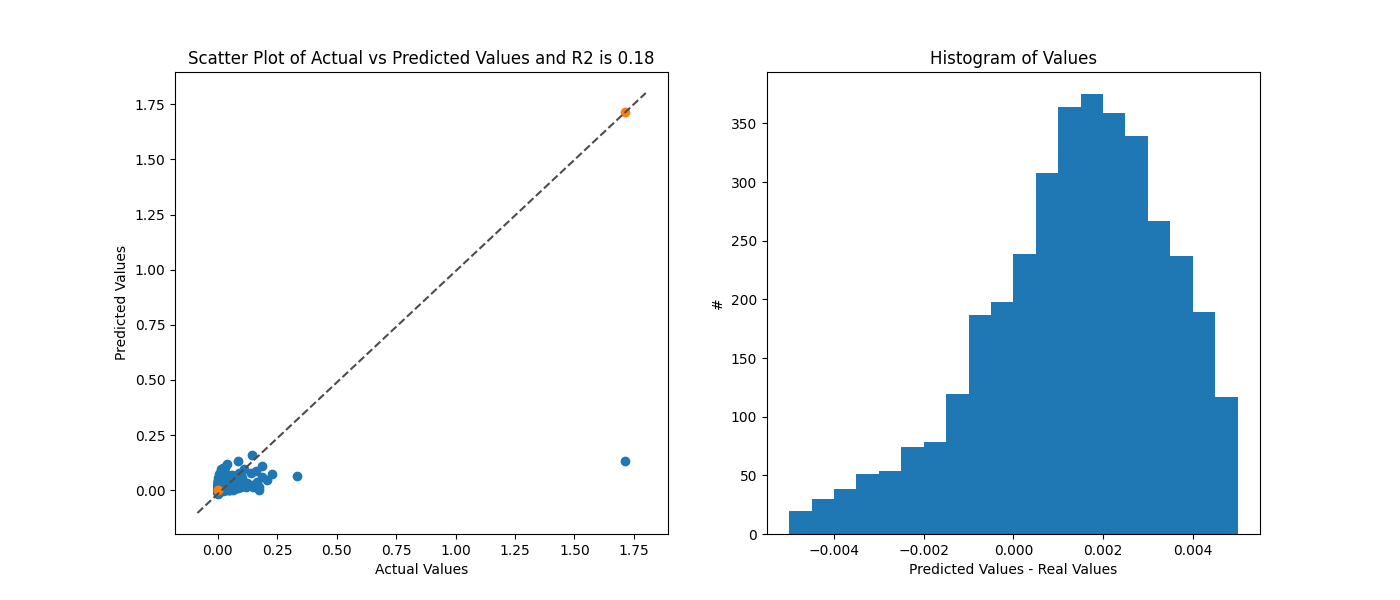 Scatter Plot of Actual vs Predicted Values and R2 is 0.18
1.75
1.50
1.25
1.00
0.75
0.50
0.25
0.00
Predicted Values
0.00 0.25 0.50 0.75 1.00 1.25 1.50 1.75
Actual Values
Histogram of Values
350
300
250
200
150
100
50
0
#
−0.004 −0.002 0.000 0.002 0.004
Predicted Values - Real Values